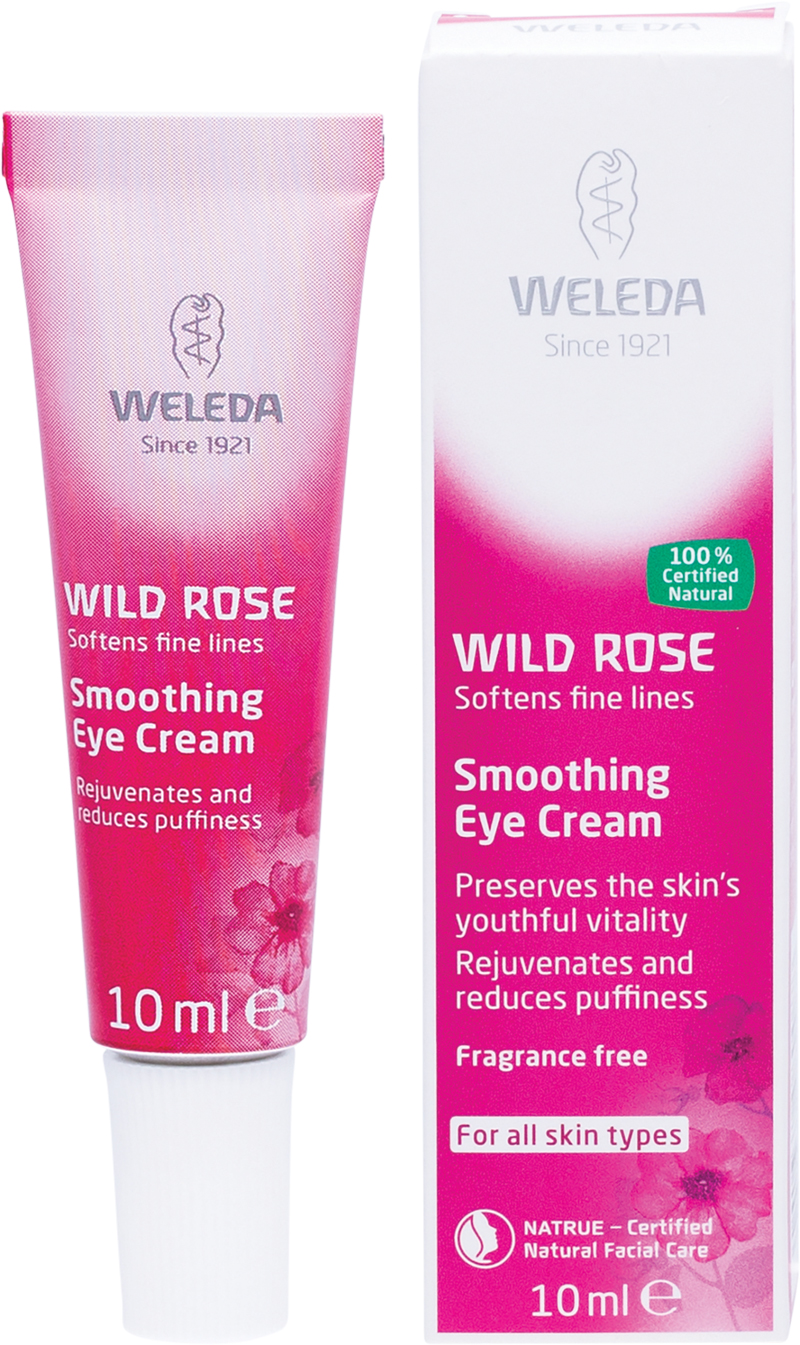 WELEDA
Since 1921
WILD ROSE
Softens fine lines
Smoothing
Eye Cream
Rejuvenates and
reduces puffiness
10 ml ℮
WELEDA
WELEDA
Since 1921
100 %
Certified
Natural
WILD ROSE
Softens fine lines
Smoothing
Eye Cream
Preserves the skin's
youthful vitality
Rejuvenates and
reduces puffiness
Fragrance free
For all skin types
NATRUE – Certified
Natural Facial Care
10 ml ℮